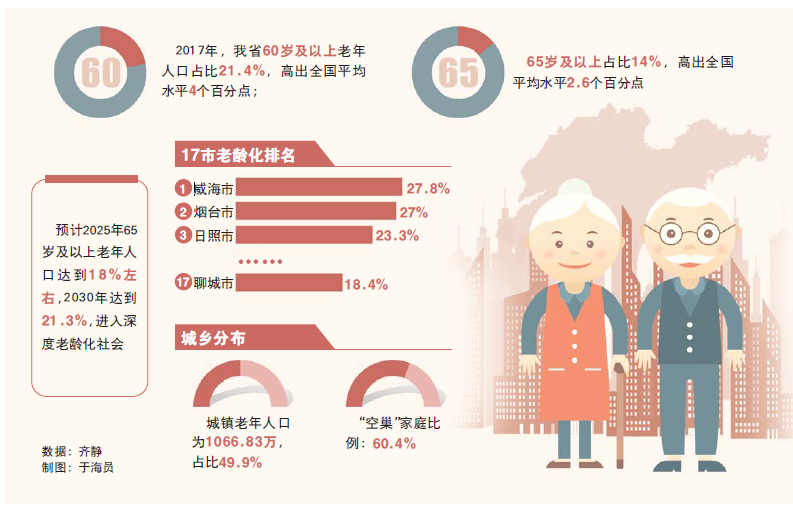 60
2017年，我省60岁及以上老年
人口占比21.4%，高出全国平均
水平4个百分点；
65
65岁及以上占比14%，高出全国
平均水平2.6个百分点
17市老龄化排名
1 威海市 27.8%
2 烟台市 27%
3 日照市 23.3%
……
17 聊城市 18.4%
预计2025年65
岁及以上老年人
口达到18%左
右,2030年达到
21.3%,进入深
度老龄化社会
城乡分布
城镇老年人口
为1066.83万，
占比49.9%
“空巢”家庭比
例：60.4%
数据：齐静
制图：于海员